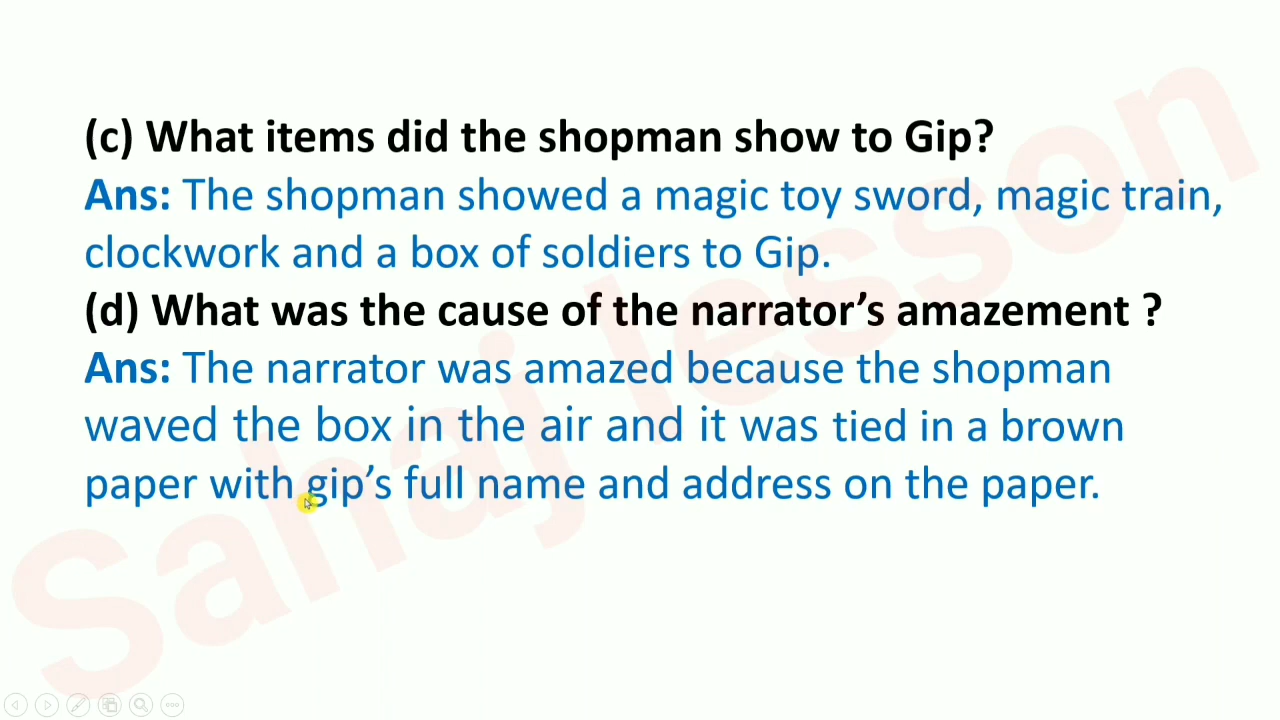 (c) What items did the shopman show to Gip?
Ans: The shopman showed a magic toy sword, magic train,
clockwork and a box of soldiers to Gip.
(d) What was the cause of the narrator’s amazement ?
Ans: The narrator was amazed because the shopman
waved the box in the air and it was tied in a brown
paper with gip’s full name and address on the paper.
Sahaj lesson